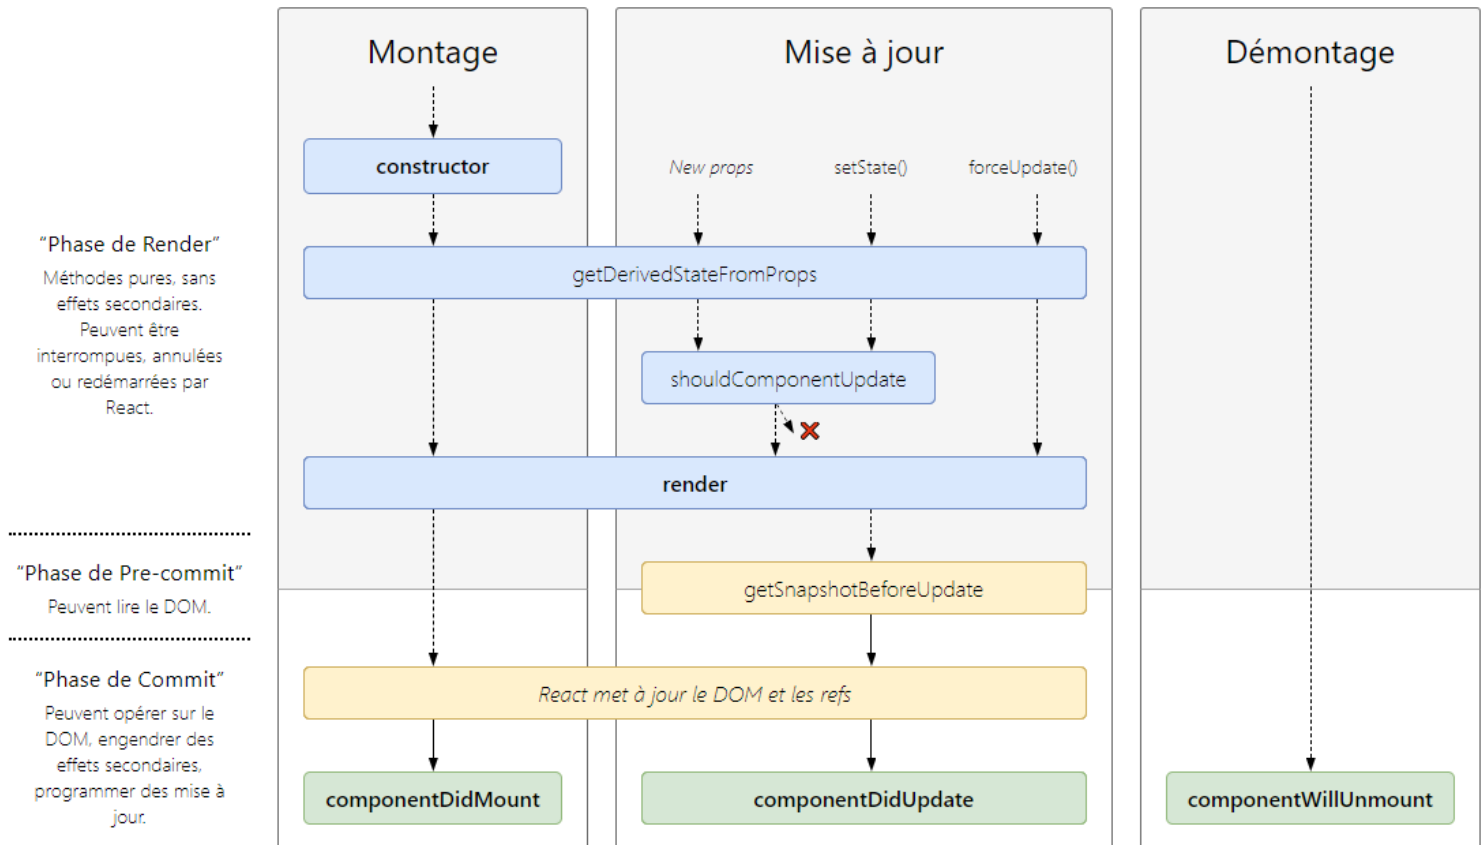 Montage
Mise à jour
Démontage
constructor
New props
setState()
forceUpdate()
“Phase de Render”
Méthodes pures, sans
effets secondaires.
Peuvent être
interrompues, annulées
ou redémarrées par
React.
getDerivedStateFromProps
shouldComponentUpdate
render
“Phase de Pre-commit”
Peuvent lire le DOM.
getSnapshotBeforeUpdate
“Phase de Commit”
Peuvent opérer sur le
DOM, engendrer des
effets secondaires,
programmer des mise à
jour.
React met à jour le DOM et les refs
componentDidMount
componentDidUpdate
componentWillUnmount